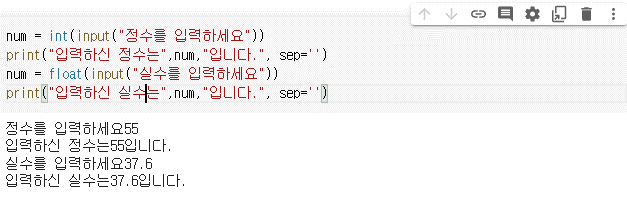 num = int(input("정수를 입력하세요"))
print("입력하신 정수는",num,"입니다.", sep='')
num = float(input("실수를 입력하세요"))
print("입력하신 실수는",num,"입니다.", sep='')
정수를 입력하세요55
입력하신 정수는55입니다.
실수를 입력하세요37.6
입력하신 실수는37.6입니다.